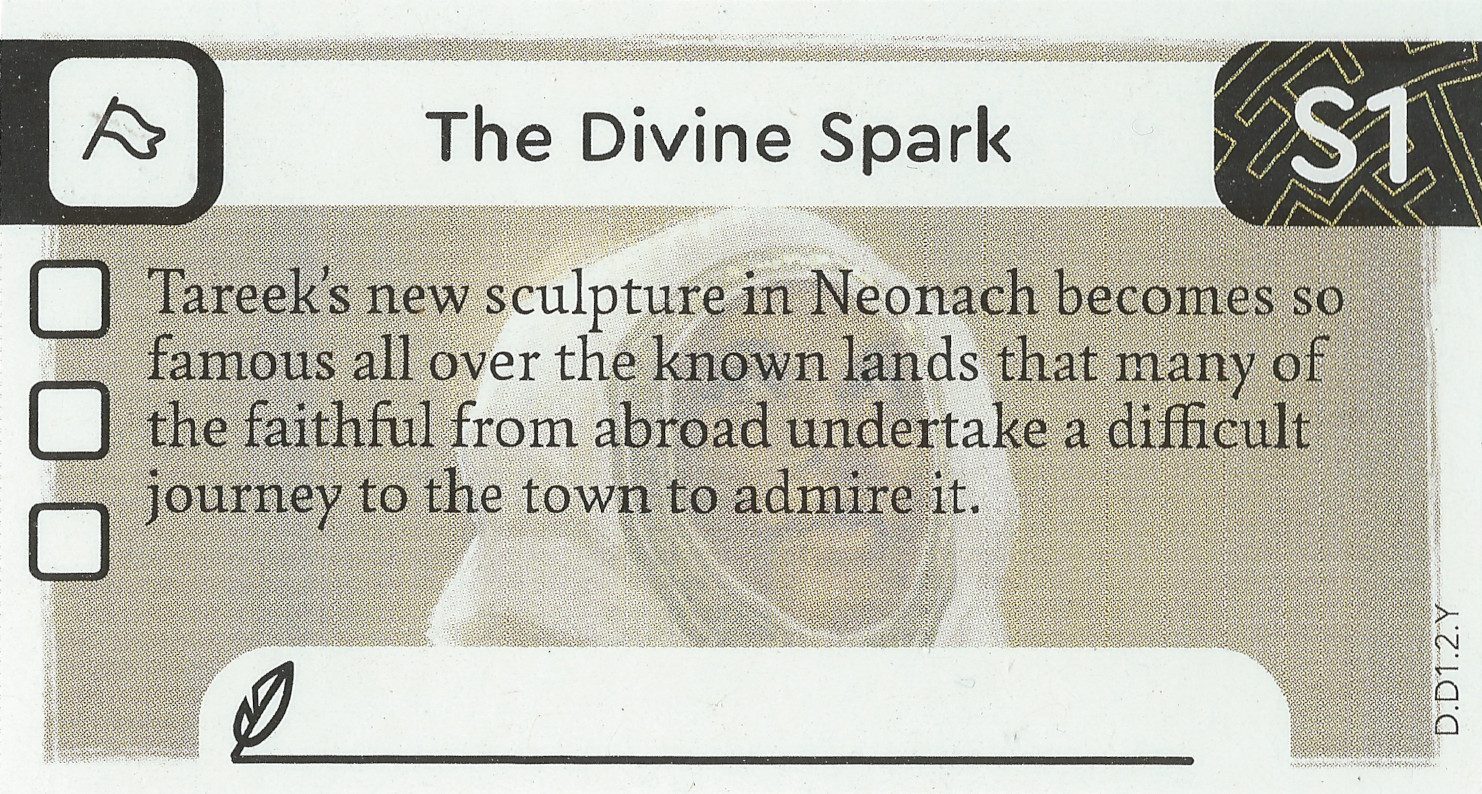 The Divine Spark
S1
Tareek's new sculpture in Neonach becomes so
famous all over the known lands that many of
the faithful from abroad undertake a difficult
journey to the town to admire it.
D.D1.2.Y